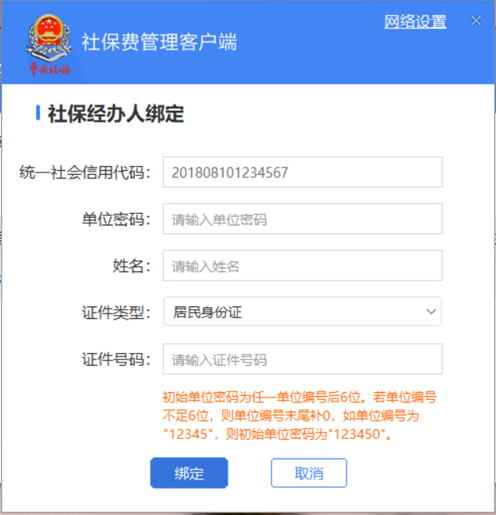 网络设置
社保费管理客户端
中国税务
社保经办人绑定
统一社会信用代码： 201808101234567
单位密码： 请输入单位密码
姓名： 请输入姓名
证件类型： 居民身份证
证件号码： 请输入证件号码
初始单位密码为任一单位编号后6位。若单位编号
不足6位，则单位编号末尾补0，如单位编号为
"12345"，则初始单位密码为"123450"。
绑定 取消